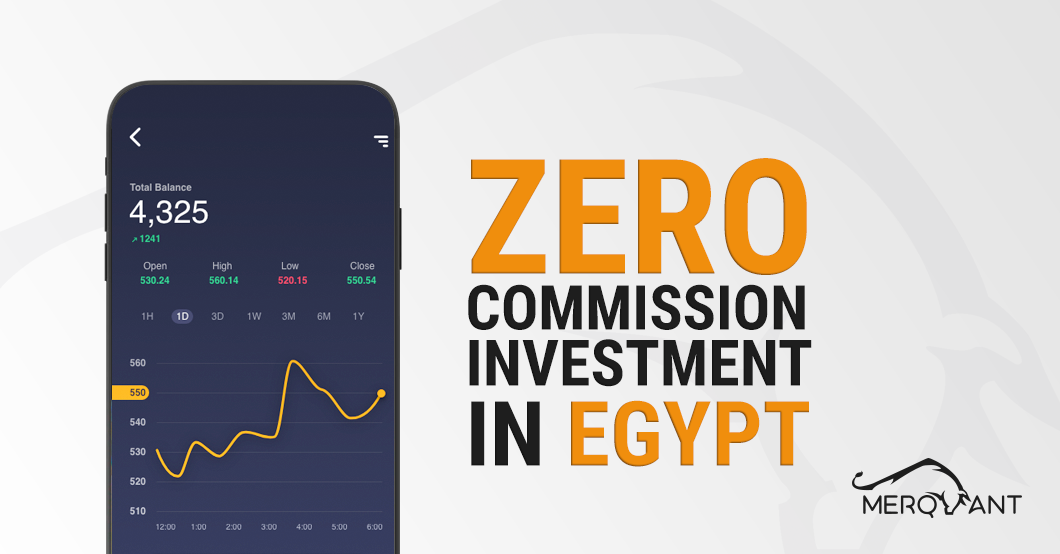 Total Balance
4,325
↗ 1241
Open High Low Close
530.24 560.14 520.15 550.54
1H 1D 3D 1W 3M 6M 1Y
560
550
540
530
520
510
12:00 1:00 2:00 3:00 4:00 5:00 6:00
ZERO
COMMISSION
INVESTMENT
IN EGYPT
MERQVANT